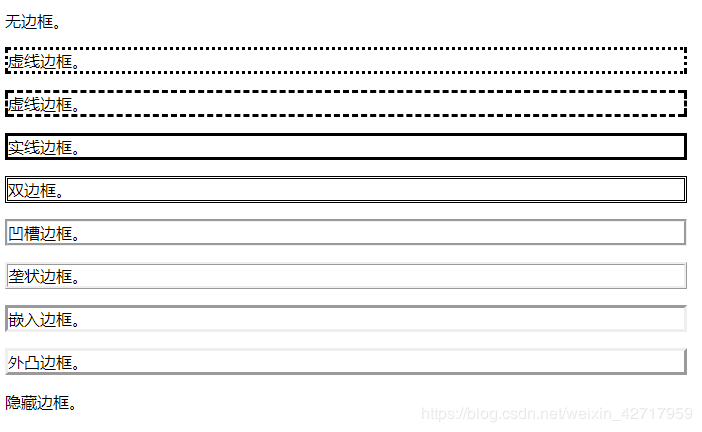 无边框。
虚线边框。
虚线边框。
实线边框。
双边框。
凹槽边框。
垄状边框。
嵌入边框。
外凸边框。
隐藏边框。
https://blog.csdn.net/weixin_42717959